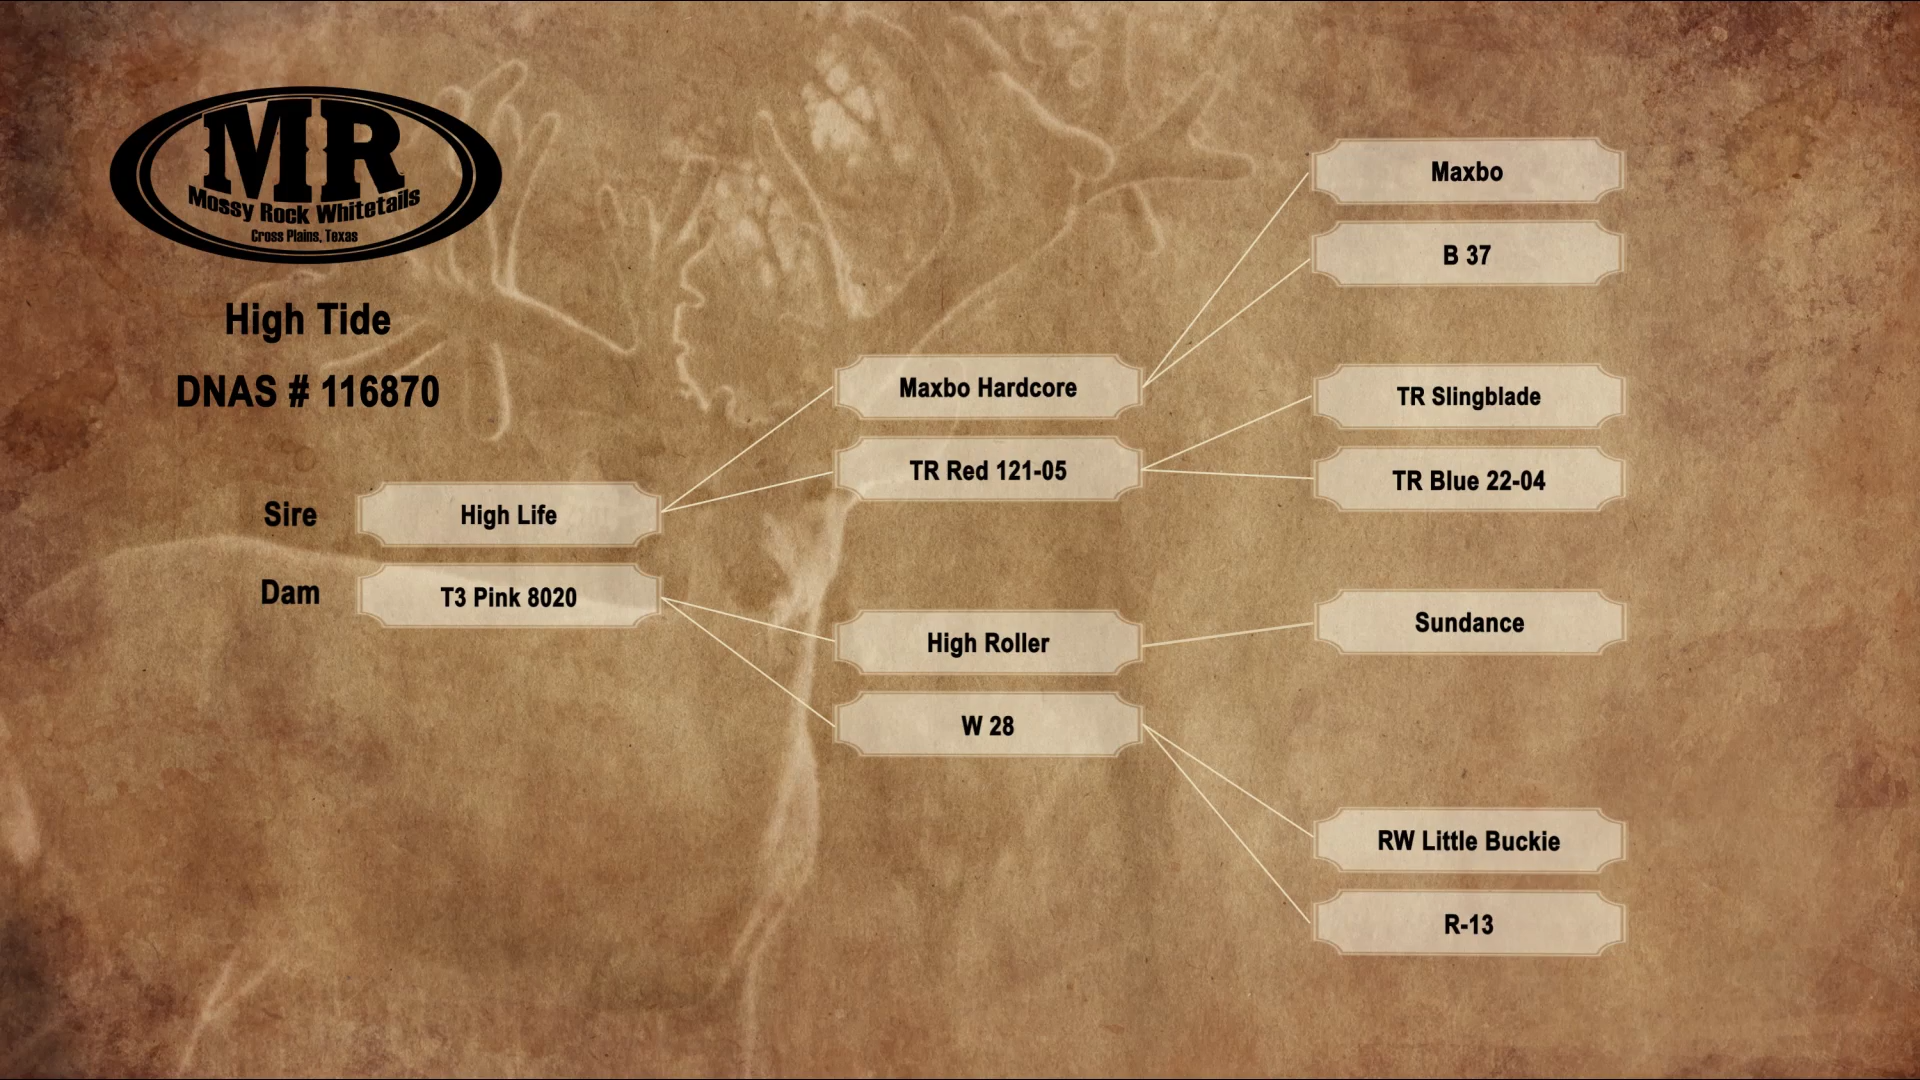 MR
Mossy Rock Whitetails
Cross Plains, Texas
High Tide
DNAS # 116870
Sire
High Life
Dam
T3 Pink 8020
Maxbo Hardcore
TR Red 121-05
High Roller
W 28
Maxbo
B 37
TR Slingblade
TR Blue 22-04
Sundance
RW Little Buckie
R-13